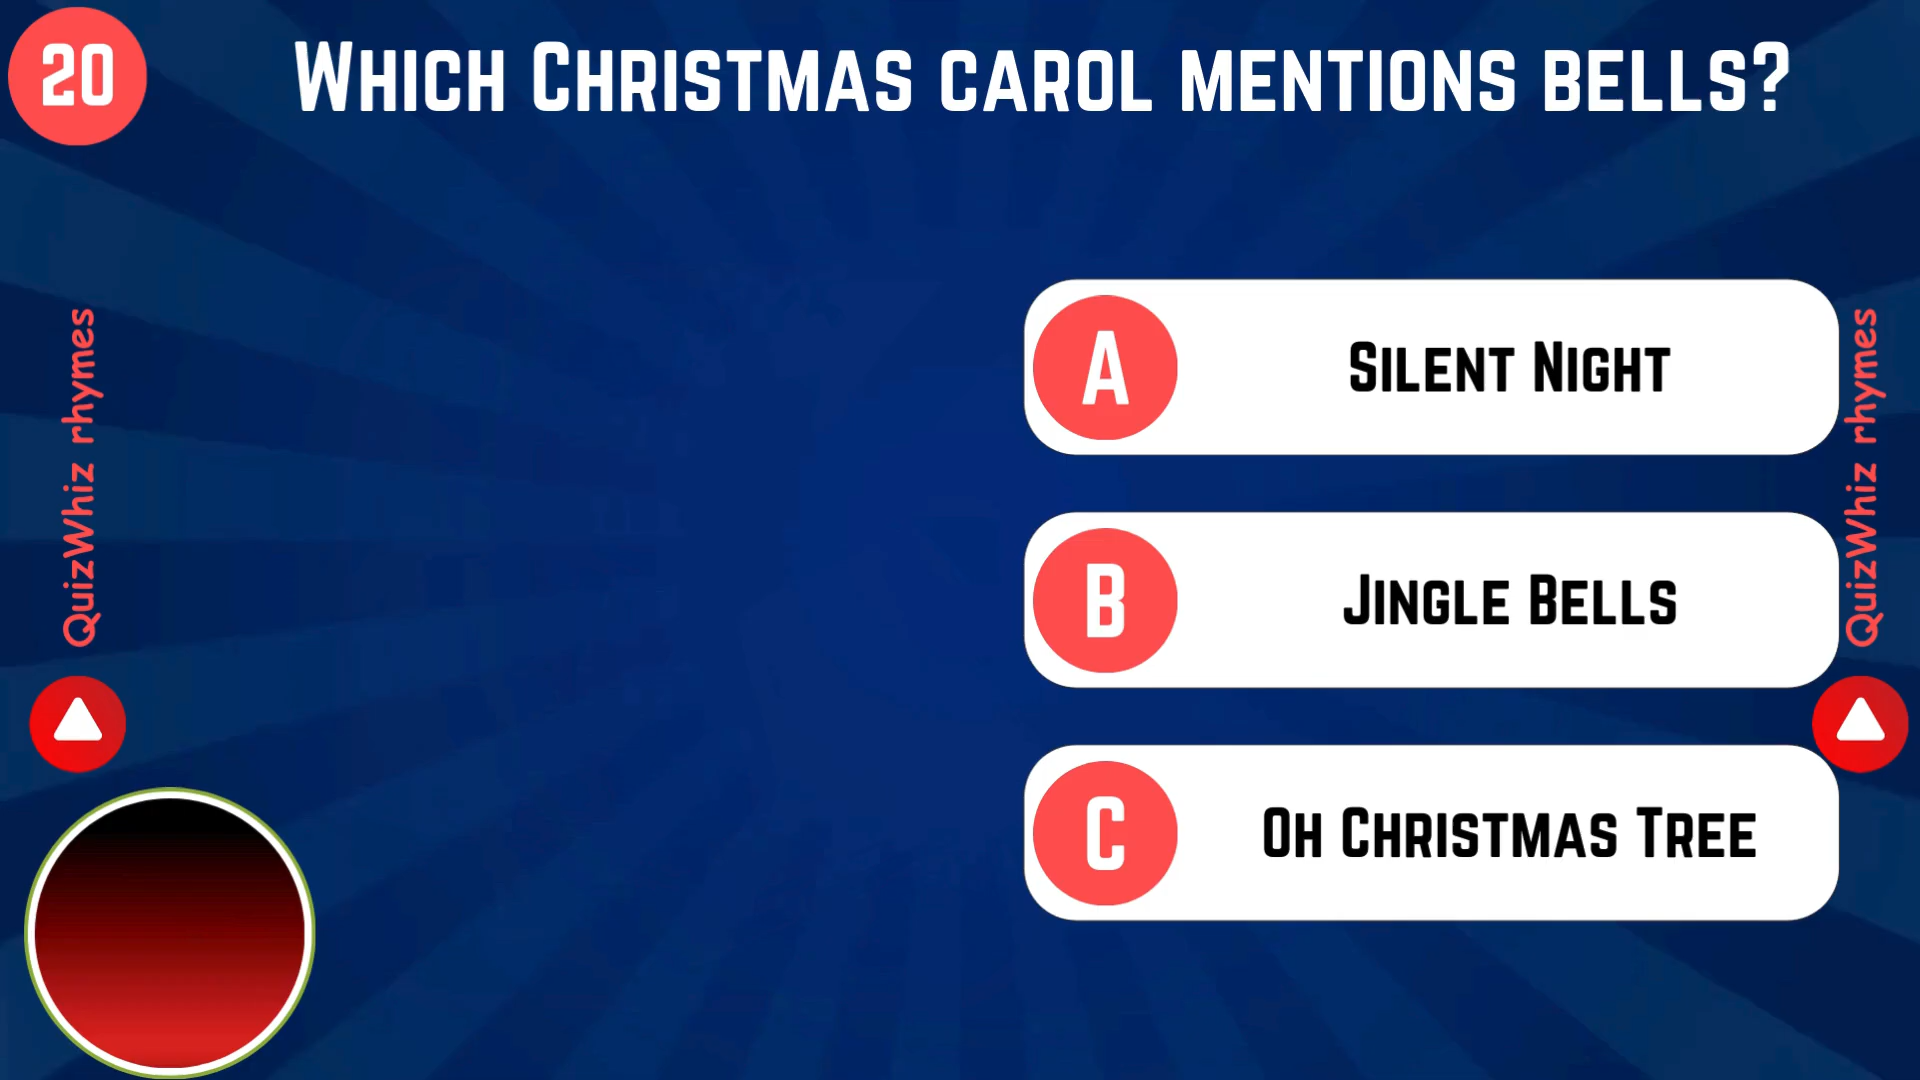 20
Which Christmas carol mentions bells?
A
Silent Night
B
Jingle Bells
C
Oh Christmas Tree
QuizWhiz rhymes
QuizWhiz rhymes